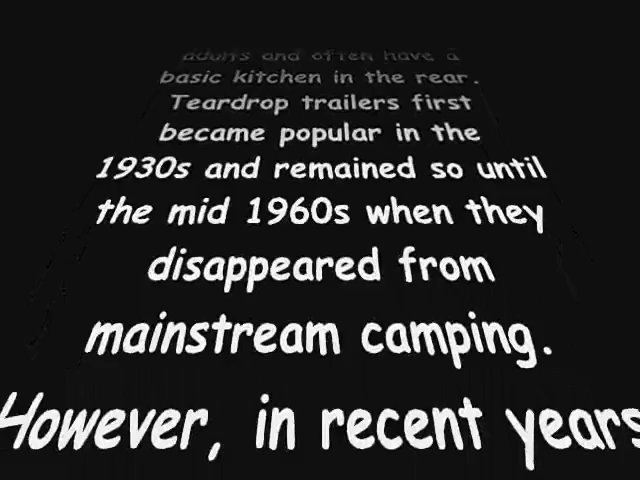 adults and often have a
basic kitchen in the rear.
Teardrop trailers first
became popular in the
1930s and remained so until
the mid 1960s when they
disappeared from
mainstream camping.
However, in recent years